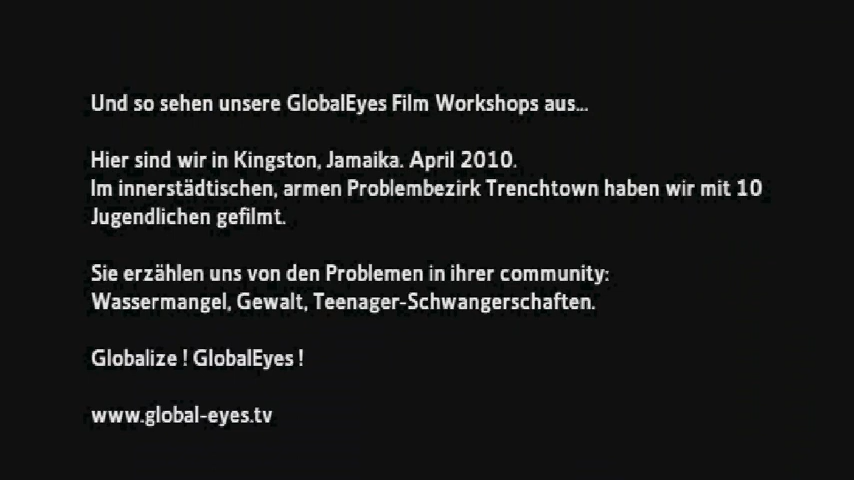 Und so sehen unsere GlobalEyes Film Workshops aus...
Hier sind wir in Kingston, Jamaika. April 2010.
Im innerstädtischen, armen Problembezirk Trenchtown haben wir mit 10
Jugendlichen gefilmt.
Sie erzählen uns von den Problemen in ihrer community:
Wassermangel, Gewalt, Teenager-Schwangerschaften.
Globalize ! GlobalEyes !
www.global-eyes.tv